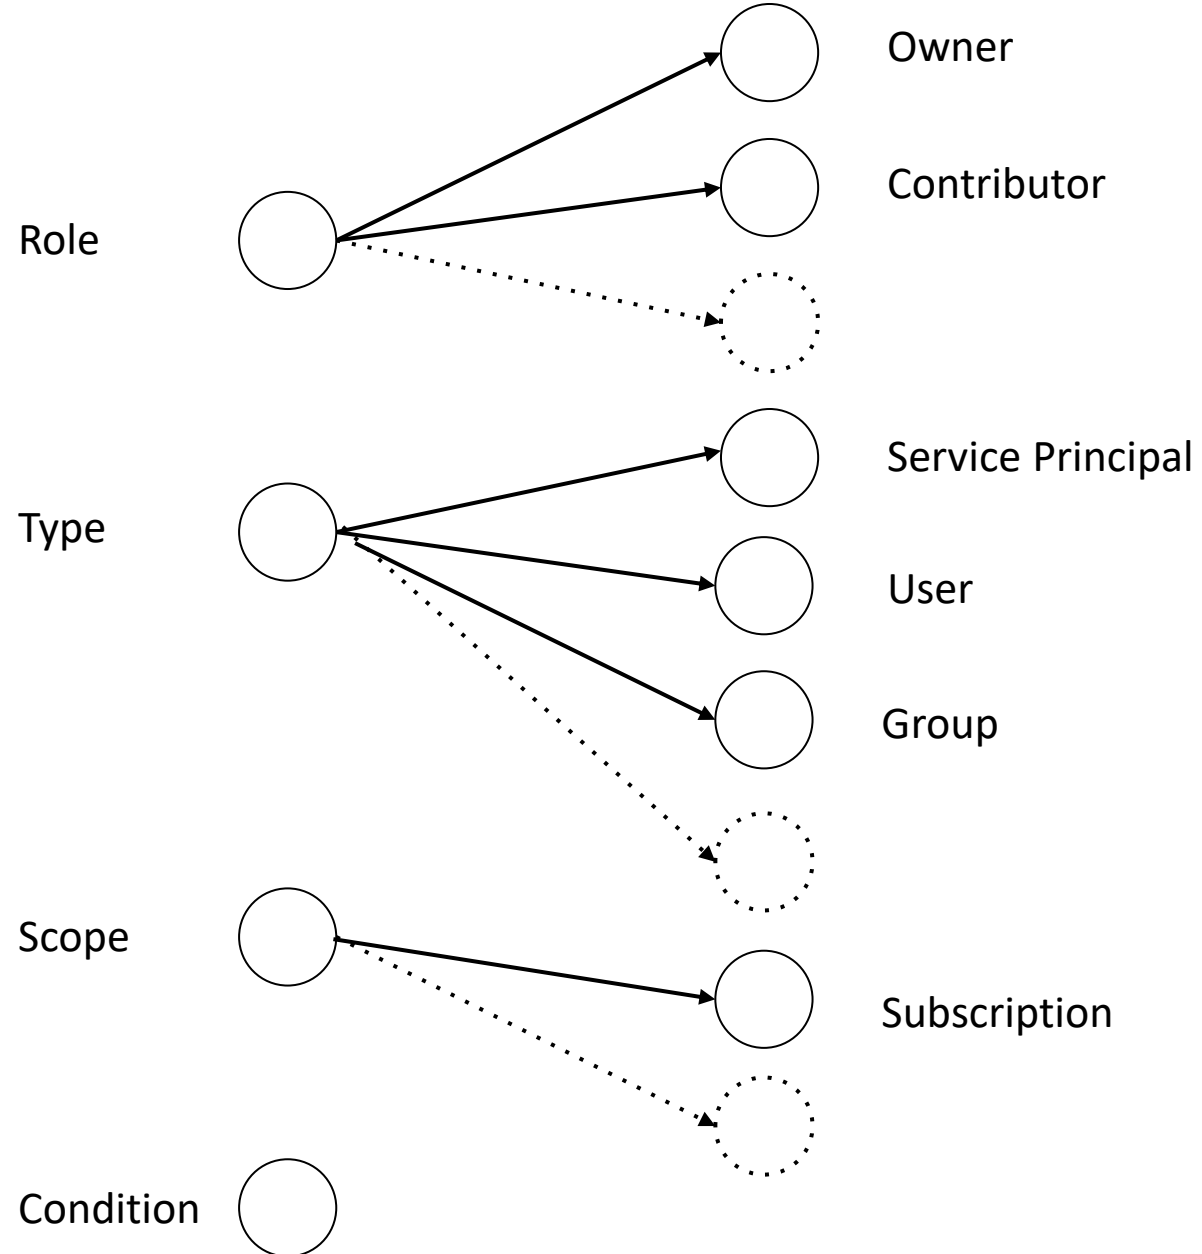 Owner
Contributor
Role
Service Principal
Type
User
Group
Scope
Subscription
Condition